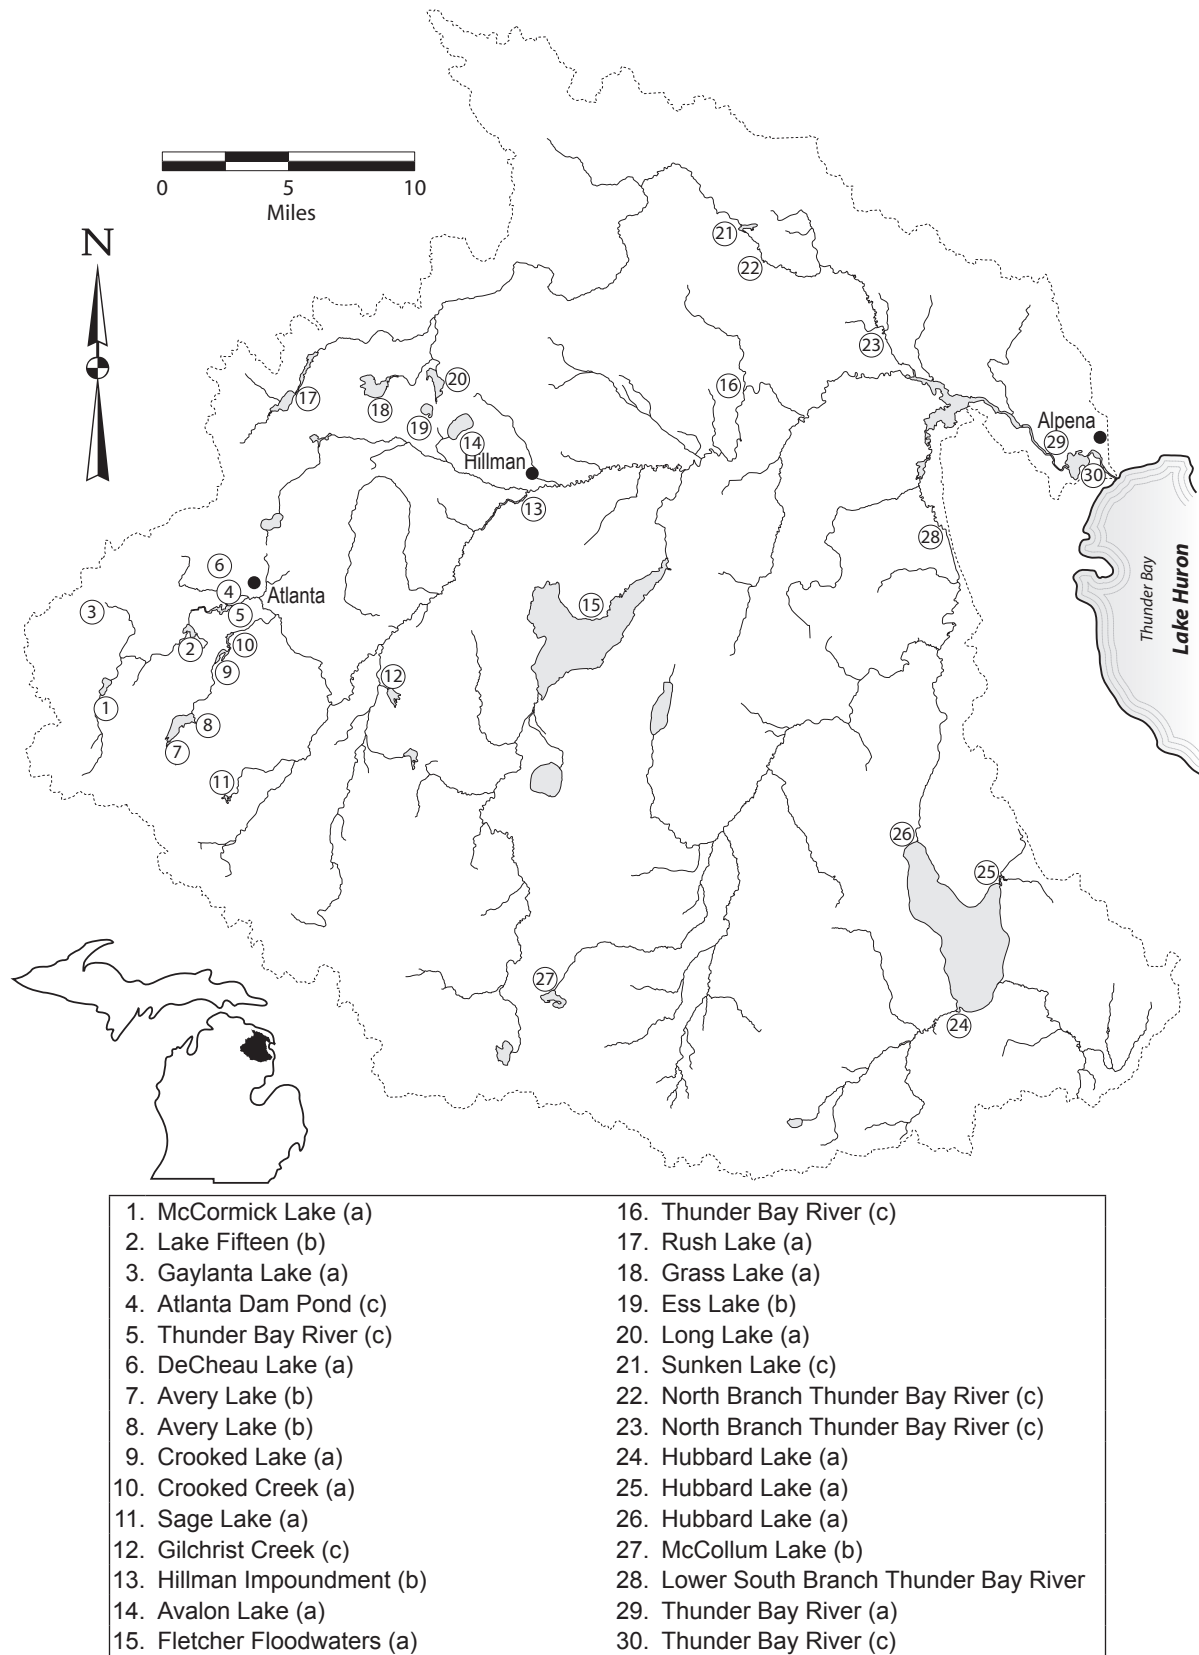 0 5 10
Miles
N
21
22
23
16
17
18
20
19
14
Hillman
13
Alpena
29
30
28
6
4
Atlanta
5
3
2
10
9
15
12
1
8
7
11
26
25
27
24
Thunder Bay
Lake Huron
1. McCormick Lake (a)
2. Lake Fifteen (b)
3. Gaylanta Lake (a)
4. Atlanta Dam Pond (c)
5. Thunder Bay River (c)
6. DeCheau Lake (a)
7. Avery Lake (b)
8. Avery Lake (b)
9. Crooked Lake (a)
10. Crooked Creek (a)
11. Sage Lake (a)
12. Gilchrist Creek (c)
13. Hillman Impoundment (b)
14. Avalon Lake (a)
15. Fletcher Floodwaters (a)
16. Thunder Bay River (c)
17. Rush Lake (a)
18. Grass Lake (a)
19. Ess Lake (b)
20. Long Lake (a)
21. Sunken Lake (c)
22. North Branch Thunder Bay River (c)
23. North Branch Thunder Bay River (c)
24. Hubbard Lake (a)
25. Hubbard Lake (a)
26. Hubbard Lake (a)
27. McCollum Lake (b)
28. Lower South Branch Thunder Bay River
29. Thunder Bay River (a)
30. Thunder Bay River (c)